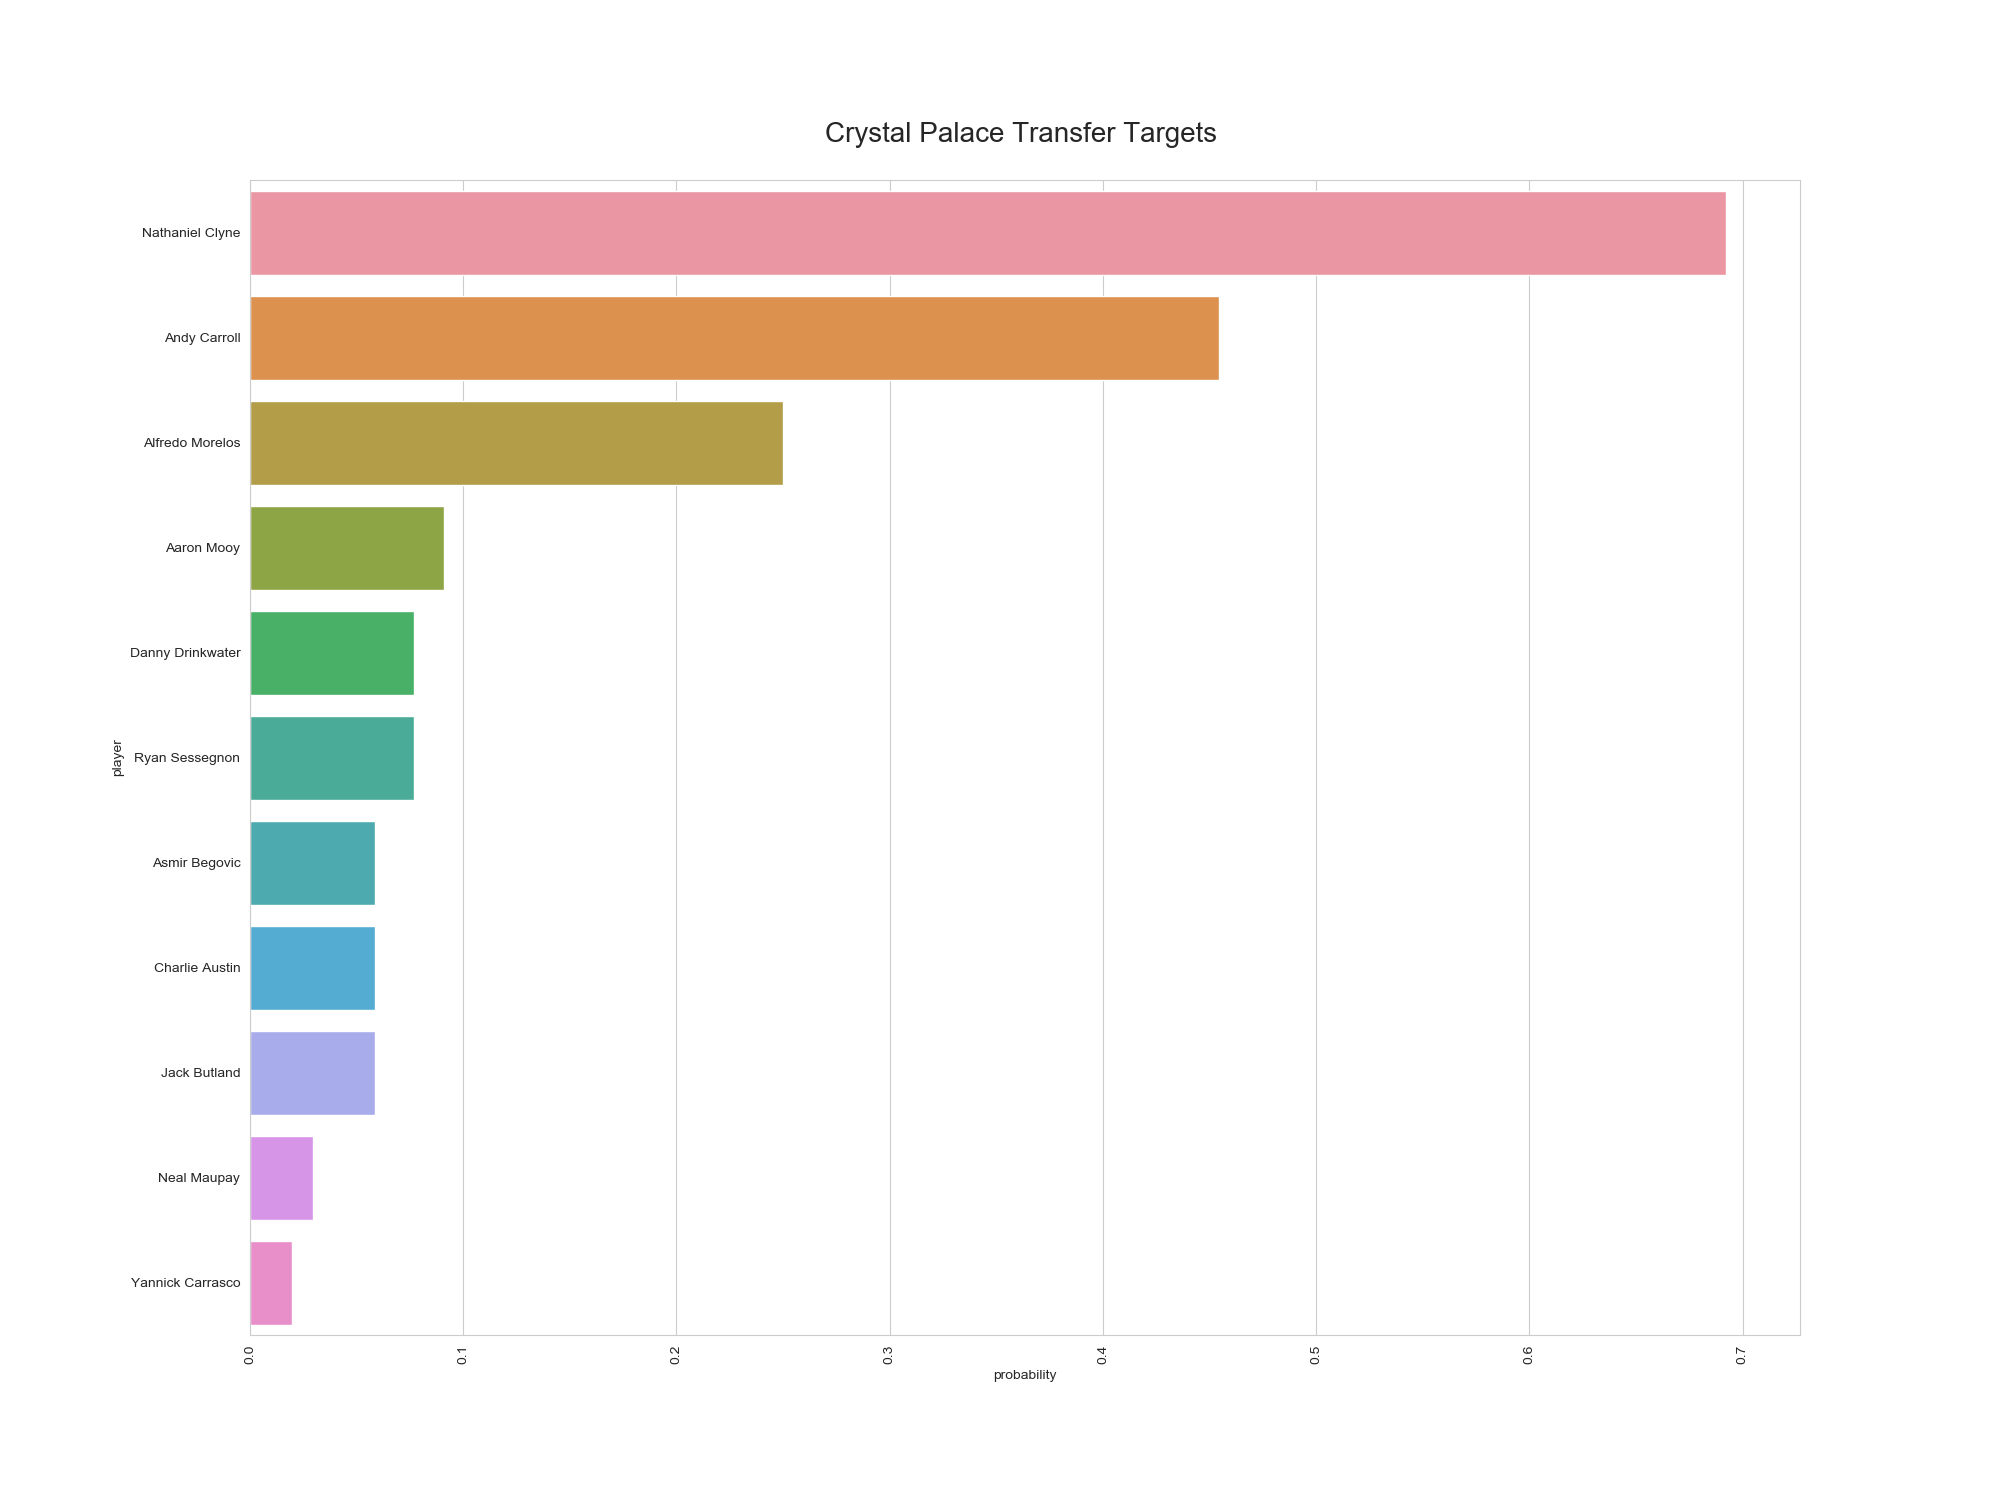 Crystal Palace Transfer Targets
Nathaniel Clyne
Andy Carroll
Alfredo Morelos
Aaron Mooy
Danny Drinkwater
Ryan Sessegnon
Asmir Begovic
Charlie Austin
Jack Butland
Neal Maupay
Yannick Carrasco
player
0.0 0.1 0.2 0.3 0.4 0.5 0.6 0.7
probability